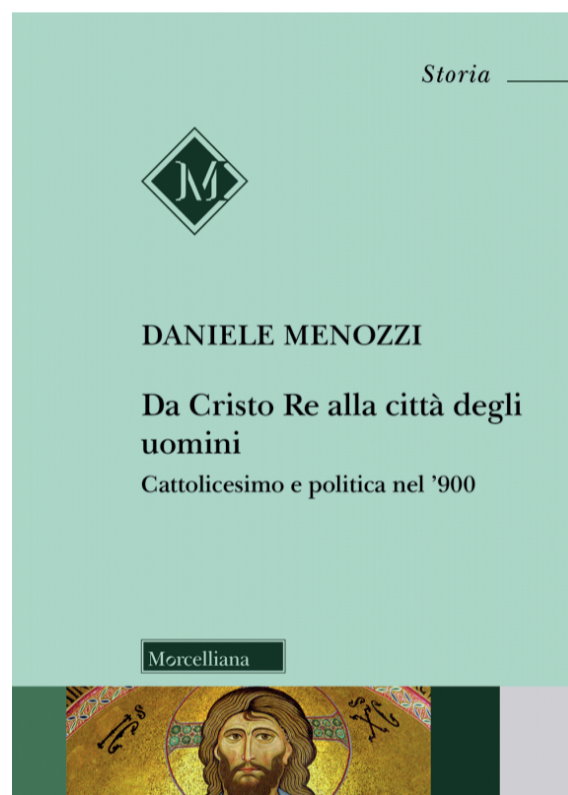 Storia
M
DANIELE MENOZZI
Da Cristo Re alla città degli
uomini
Cattolicesimo e politica nel ’900
Morcelliana